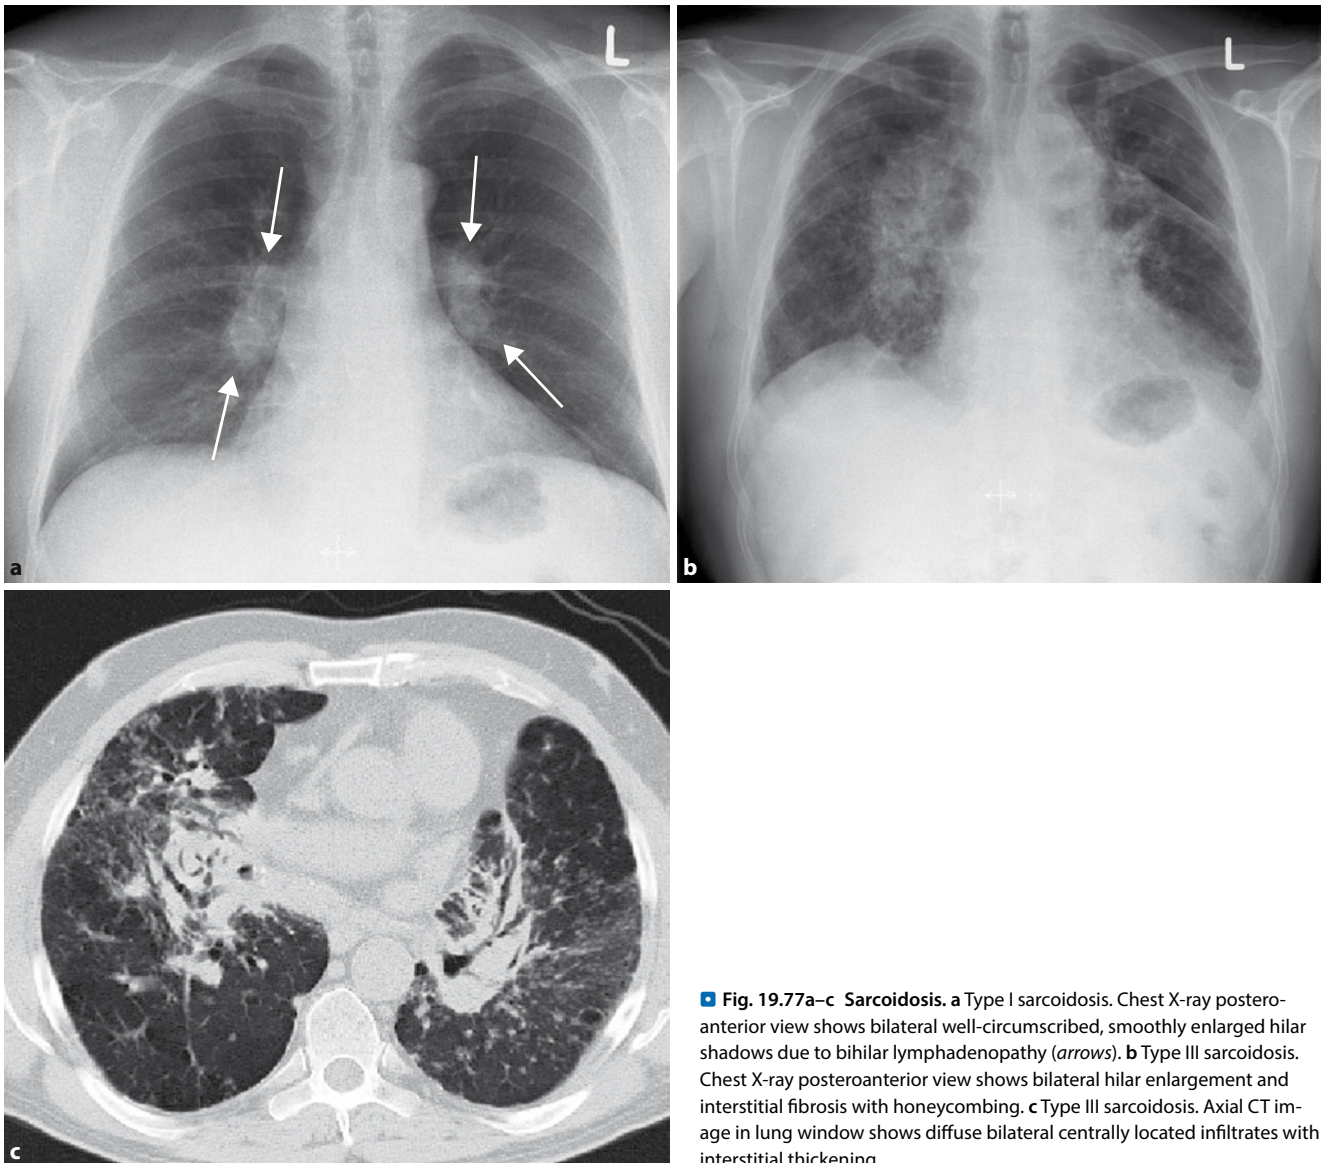 L
L
a
b
c
Fig. 19.77a–c Sarcoidosis. a Type I sarcoidosis. Chest X-ray postero-
anterior view shows bilateral well-circumscribed, smoothly enlarged hilar
shadows due to bihilar lymphadenopathy (arrows). b Type III sarcoidosis.
Chest X-ray posteroanterior view shows bilateral hilar enlargement and
interstitial fibrosis with honeycombing. c Type III sarcoidosis. Axial CT im-
age in lung window shows diffuse bilateral centrally located infiltrates with
interstitial thickening